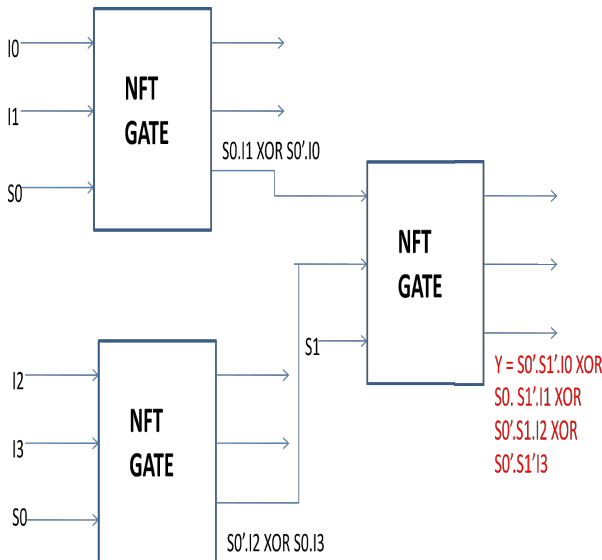 I0
I1
S0
NFT
GATE
S0.I1 XOR S0'.I0
NFT
GATE
S1
Y = S0'.S1'.I0 XOR
S0. S1'.I1 XOR
S0'.S1.I2 XOR
S0'.S1'I3
I2
I3
S0
NFT
GATE
S0'.I2 XOR S0.I3